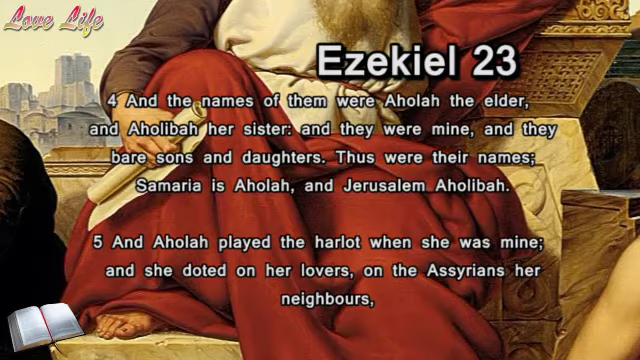 Love Life
Ezekiel 23
4 And the names of them were Aholah the elder,
and Aholibah her sister: and they were mine, and they
bare sons and daughters. Thus were their names;
Samaria is Aholah, and Jerusalem Aholibah.
5 And Aholah played the harlot when she was mine;
and she doted on her lovers, on the Assyrians her
neighbours,